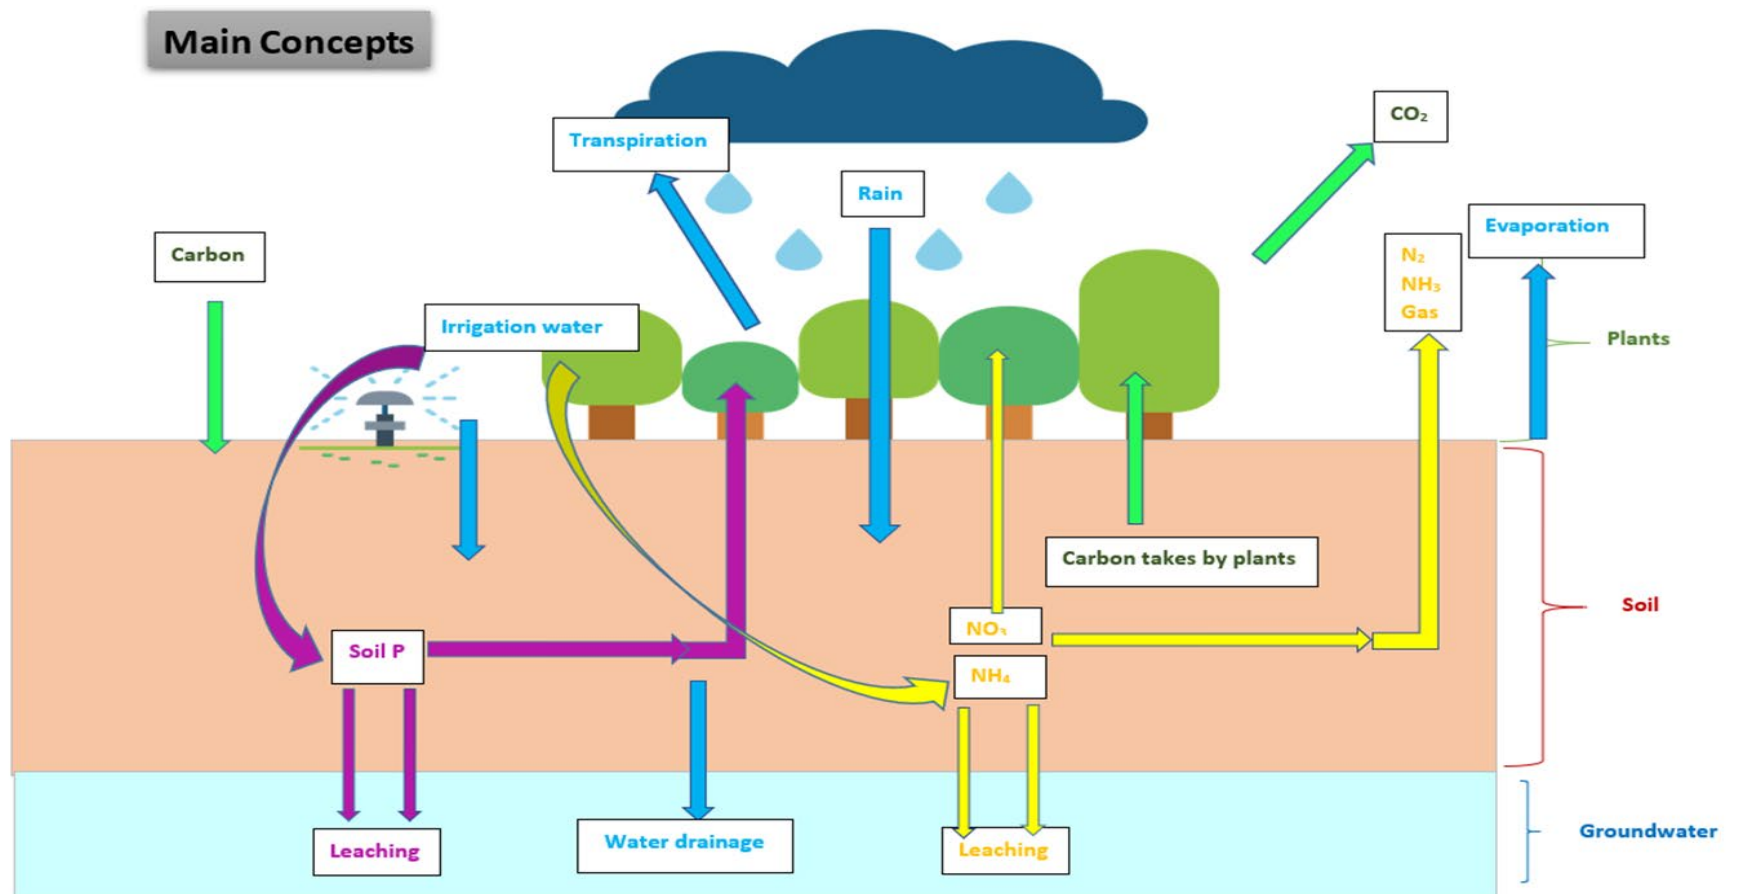 Main Concepts
CO₂
Transpiration
Rain
Evaporation
Carbon
N₂
NH₃
Gas
Irrigation water
Plants
Carbon takes by plants
Soil
NO₃
Soil P
NH₄
Groundwater
Water drainage
Leaching
Leaching